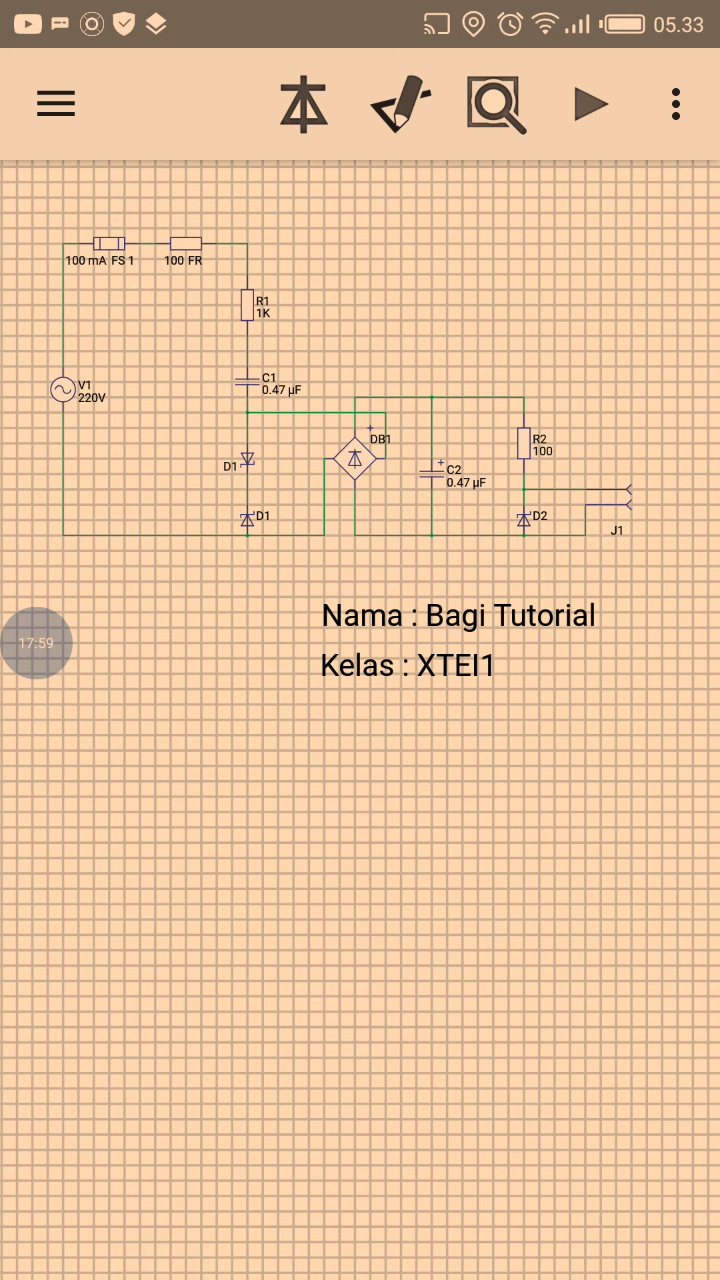 05.33
100 mA FS 1
100 FR
R1
1K
C1
0.47 µF
V1
220V
DB1
D1
R2
100
C2
0.47 µF
D1
D2
J1
Nama : Bagi Tutorial
17:59
Kelas : XTEI1